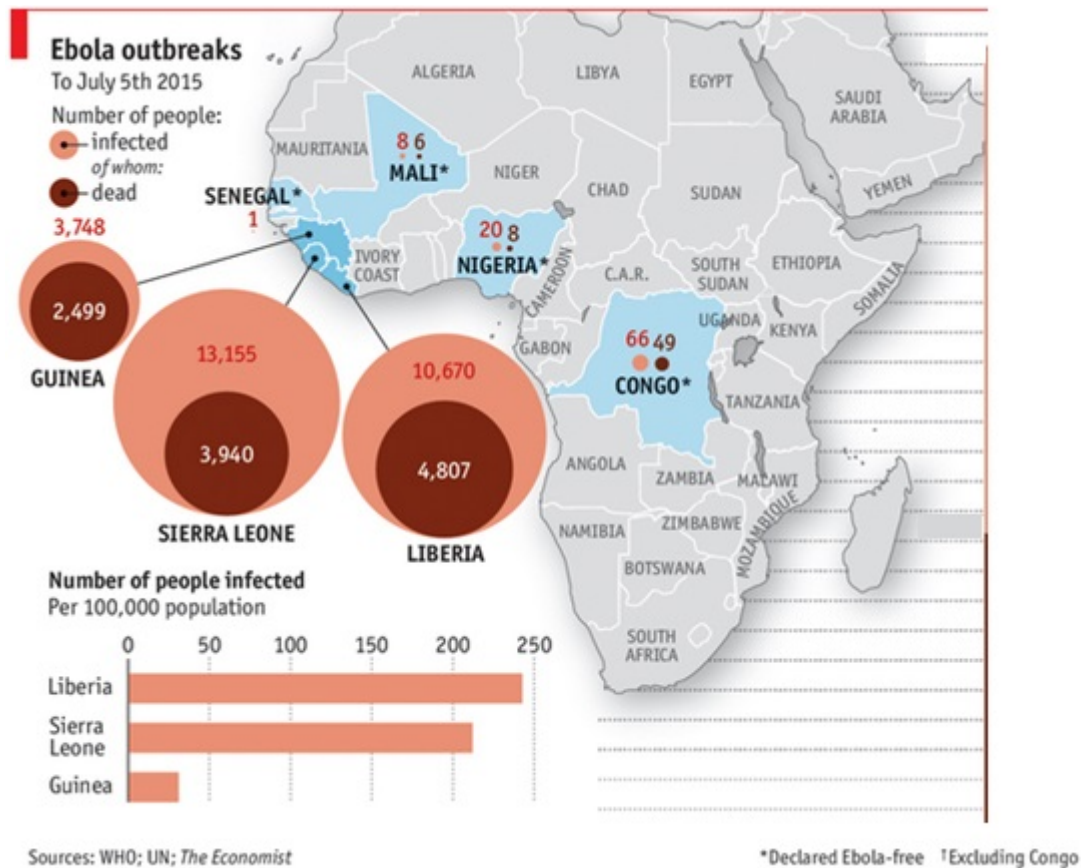 Ebola outbreaks
To July 5th 2015
Number of people:
infected
of whom:
dead
3,748
2,499
GUINEA
13,155
3,940
SIERRA LEONE
10,670
4,807
LIBERIA
SENEGAL*
1
8 6
MALI*
20 8
NIGERIA*
66 49
CONGO*
ALGERIA
LIBYA
EGYPT
SAUDI
ARABIA
MAURITANIA
NIGER
CHAD
SUDAN
YEMEN
IVORY
COAST
CAMEROON
C.A.R.
SOUTH
SUDAN
ETHIOPIA
SOMALIA
UGANDA
KENYA
GABON
TANZANIA
ANGOLA
ZAMBIA
MALAWI
MOZAMBIQUE
NAMIBIA
ZIMBABWE
BOTSWANA
SOUTH
AFRICA
Number of people infected
Per 100,000 population
0 50 100 150 200 250
Liberia
Sierra
Leone
Guinea
Sources: WHO; UN; The Economist
*Declared Ebola-free †Excluding Congo